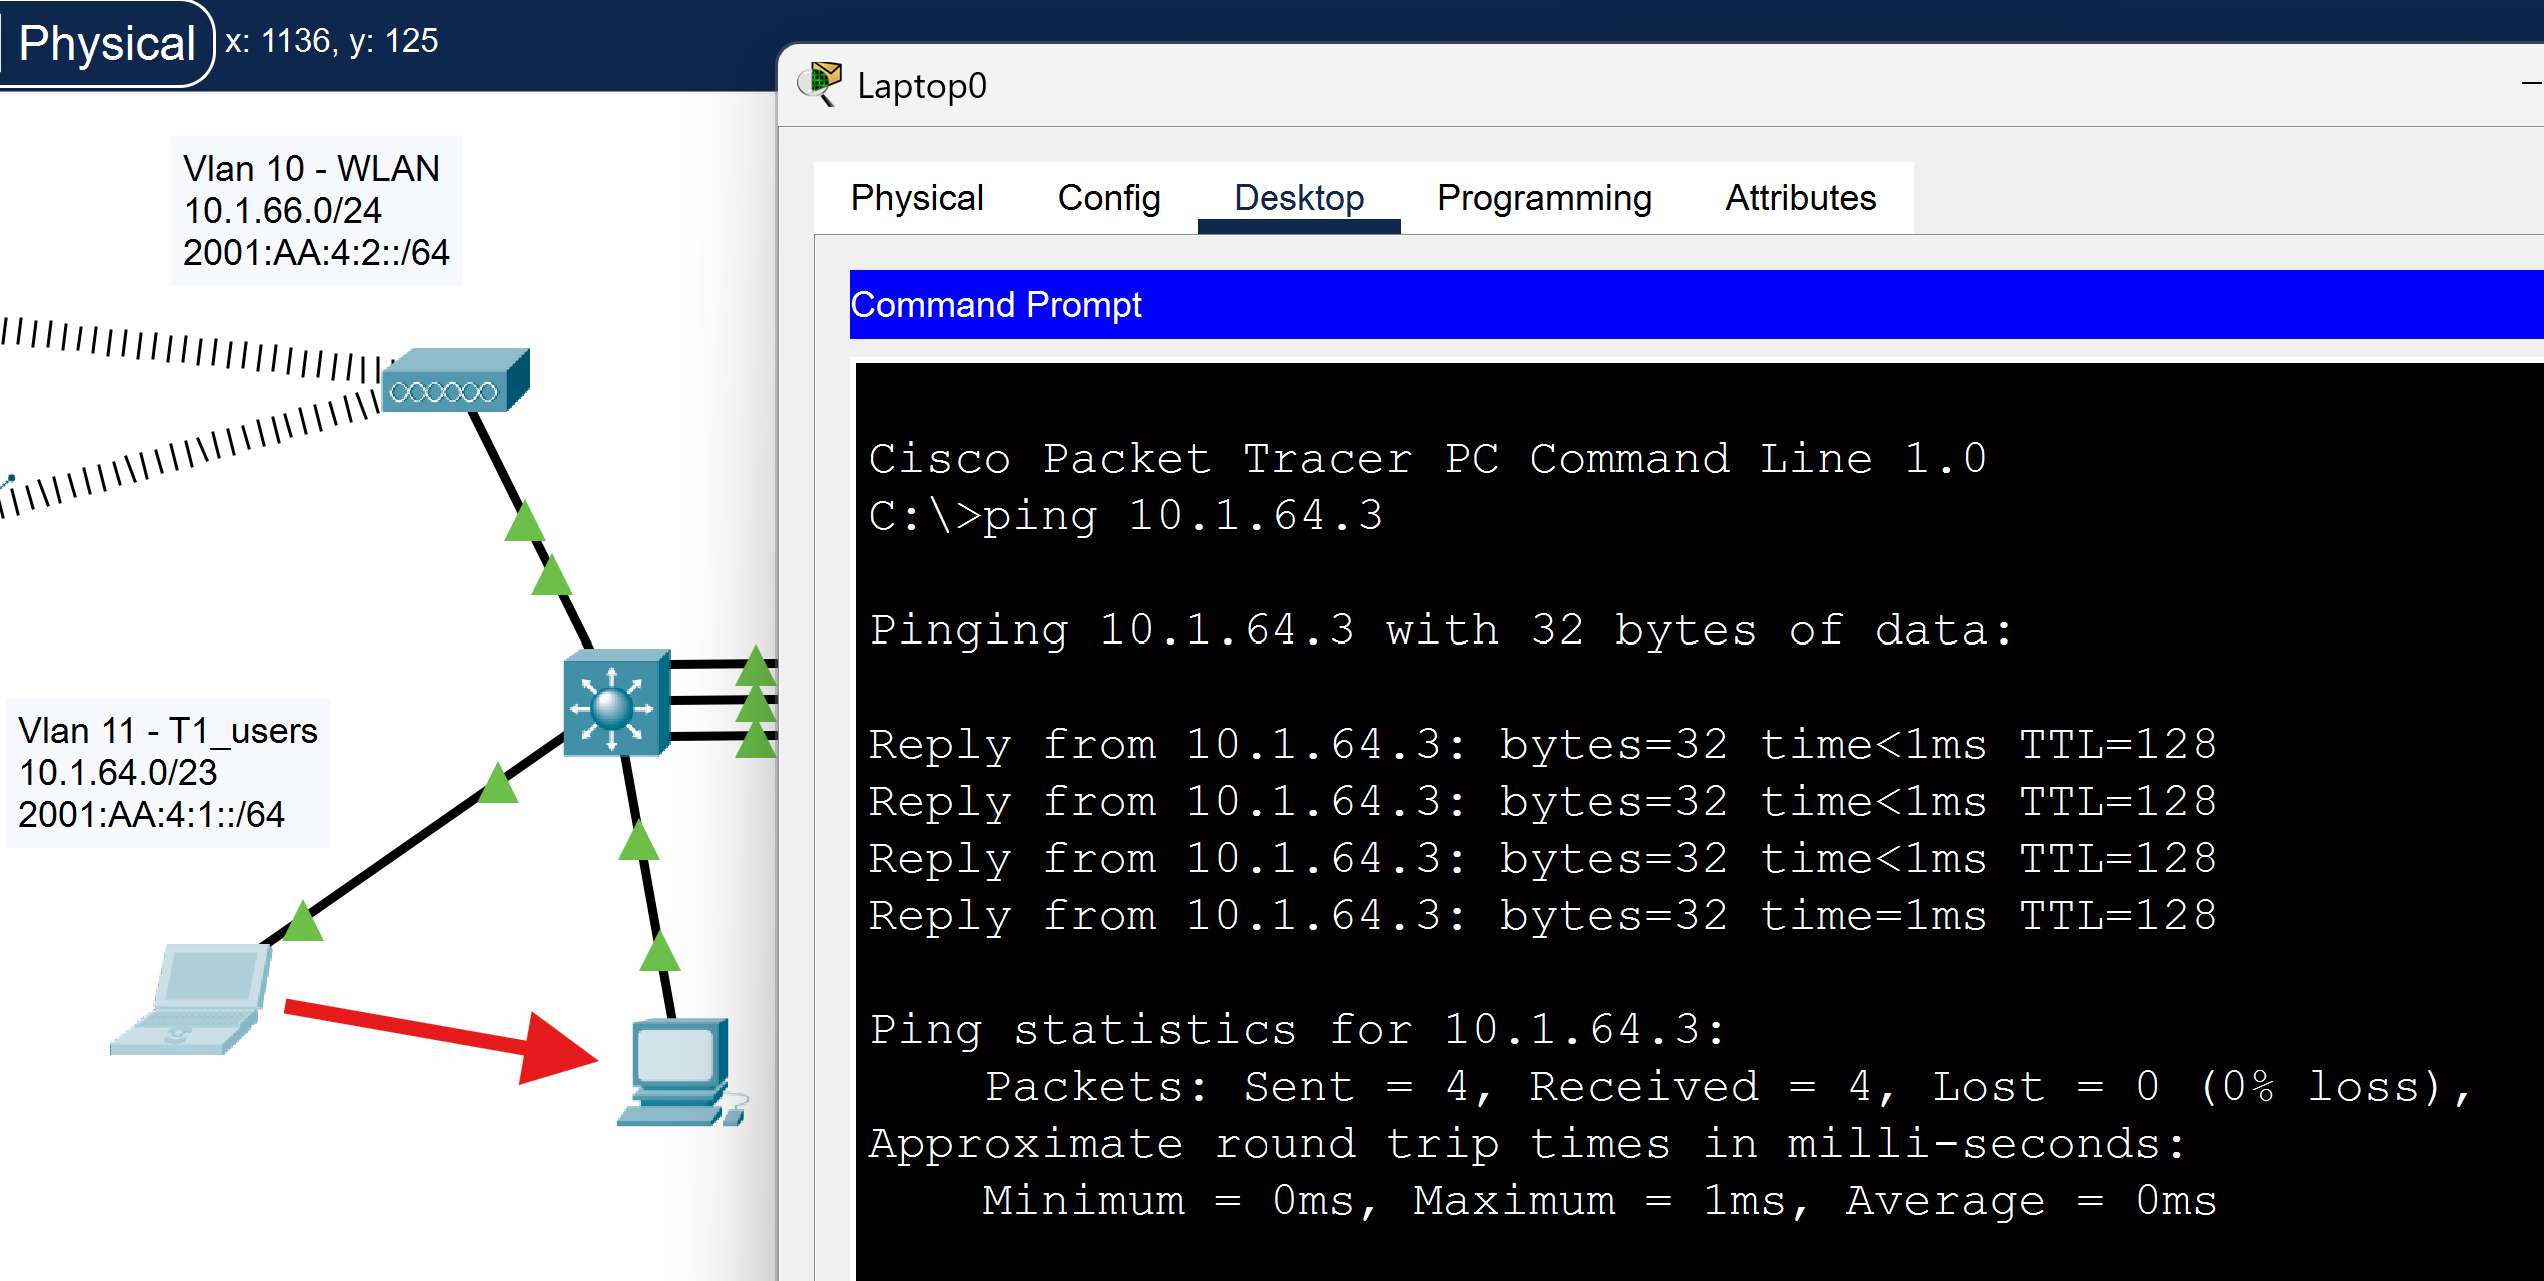 Physical
x: 1136, y: 125
Vlan 10 - WLAN
10.1.66.0/24
2001:AA:4:2::/64
Vlan 11 - T1_users
10.1.64.0/23
2001:AA:4:1::/64
Laptop0
Physical Config Desktop Programming Attributes
Command Prompt
Cisco Packet Tracer PC Command Line 1.0
C:\>ping 10.1.64.3
Pinging 10.1.64.3 with 32 bytes of data:
Reply from 10.1.64.3: bytes=32 time<1ms TTL=128
Reply from 10.1.64.3: bytes=32 time<1ms TTL=128
Reply from 10.1.64.3: bytes=32 time<1ms TTL=128
Reply from 10.1.64.3: bytes=32 time=1ms TTL=128
Ping statistics for 10.1.64.3:
Packets: Sent = 4, Received = 4, Lost = 0 (0% loss),
Approximate round trip times in milli-seconds:
Minimum = 0ms, Maximum = 1ms, Average = 0ms